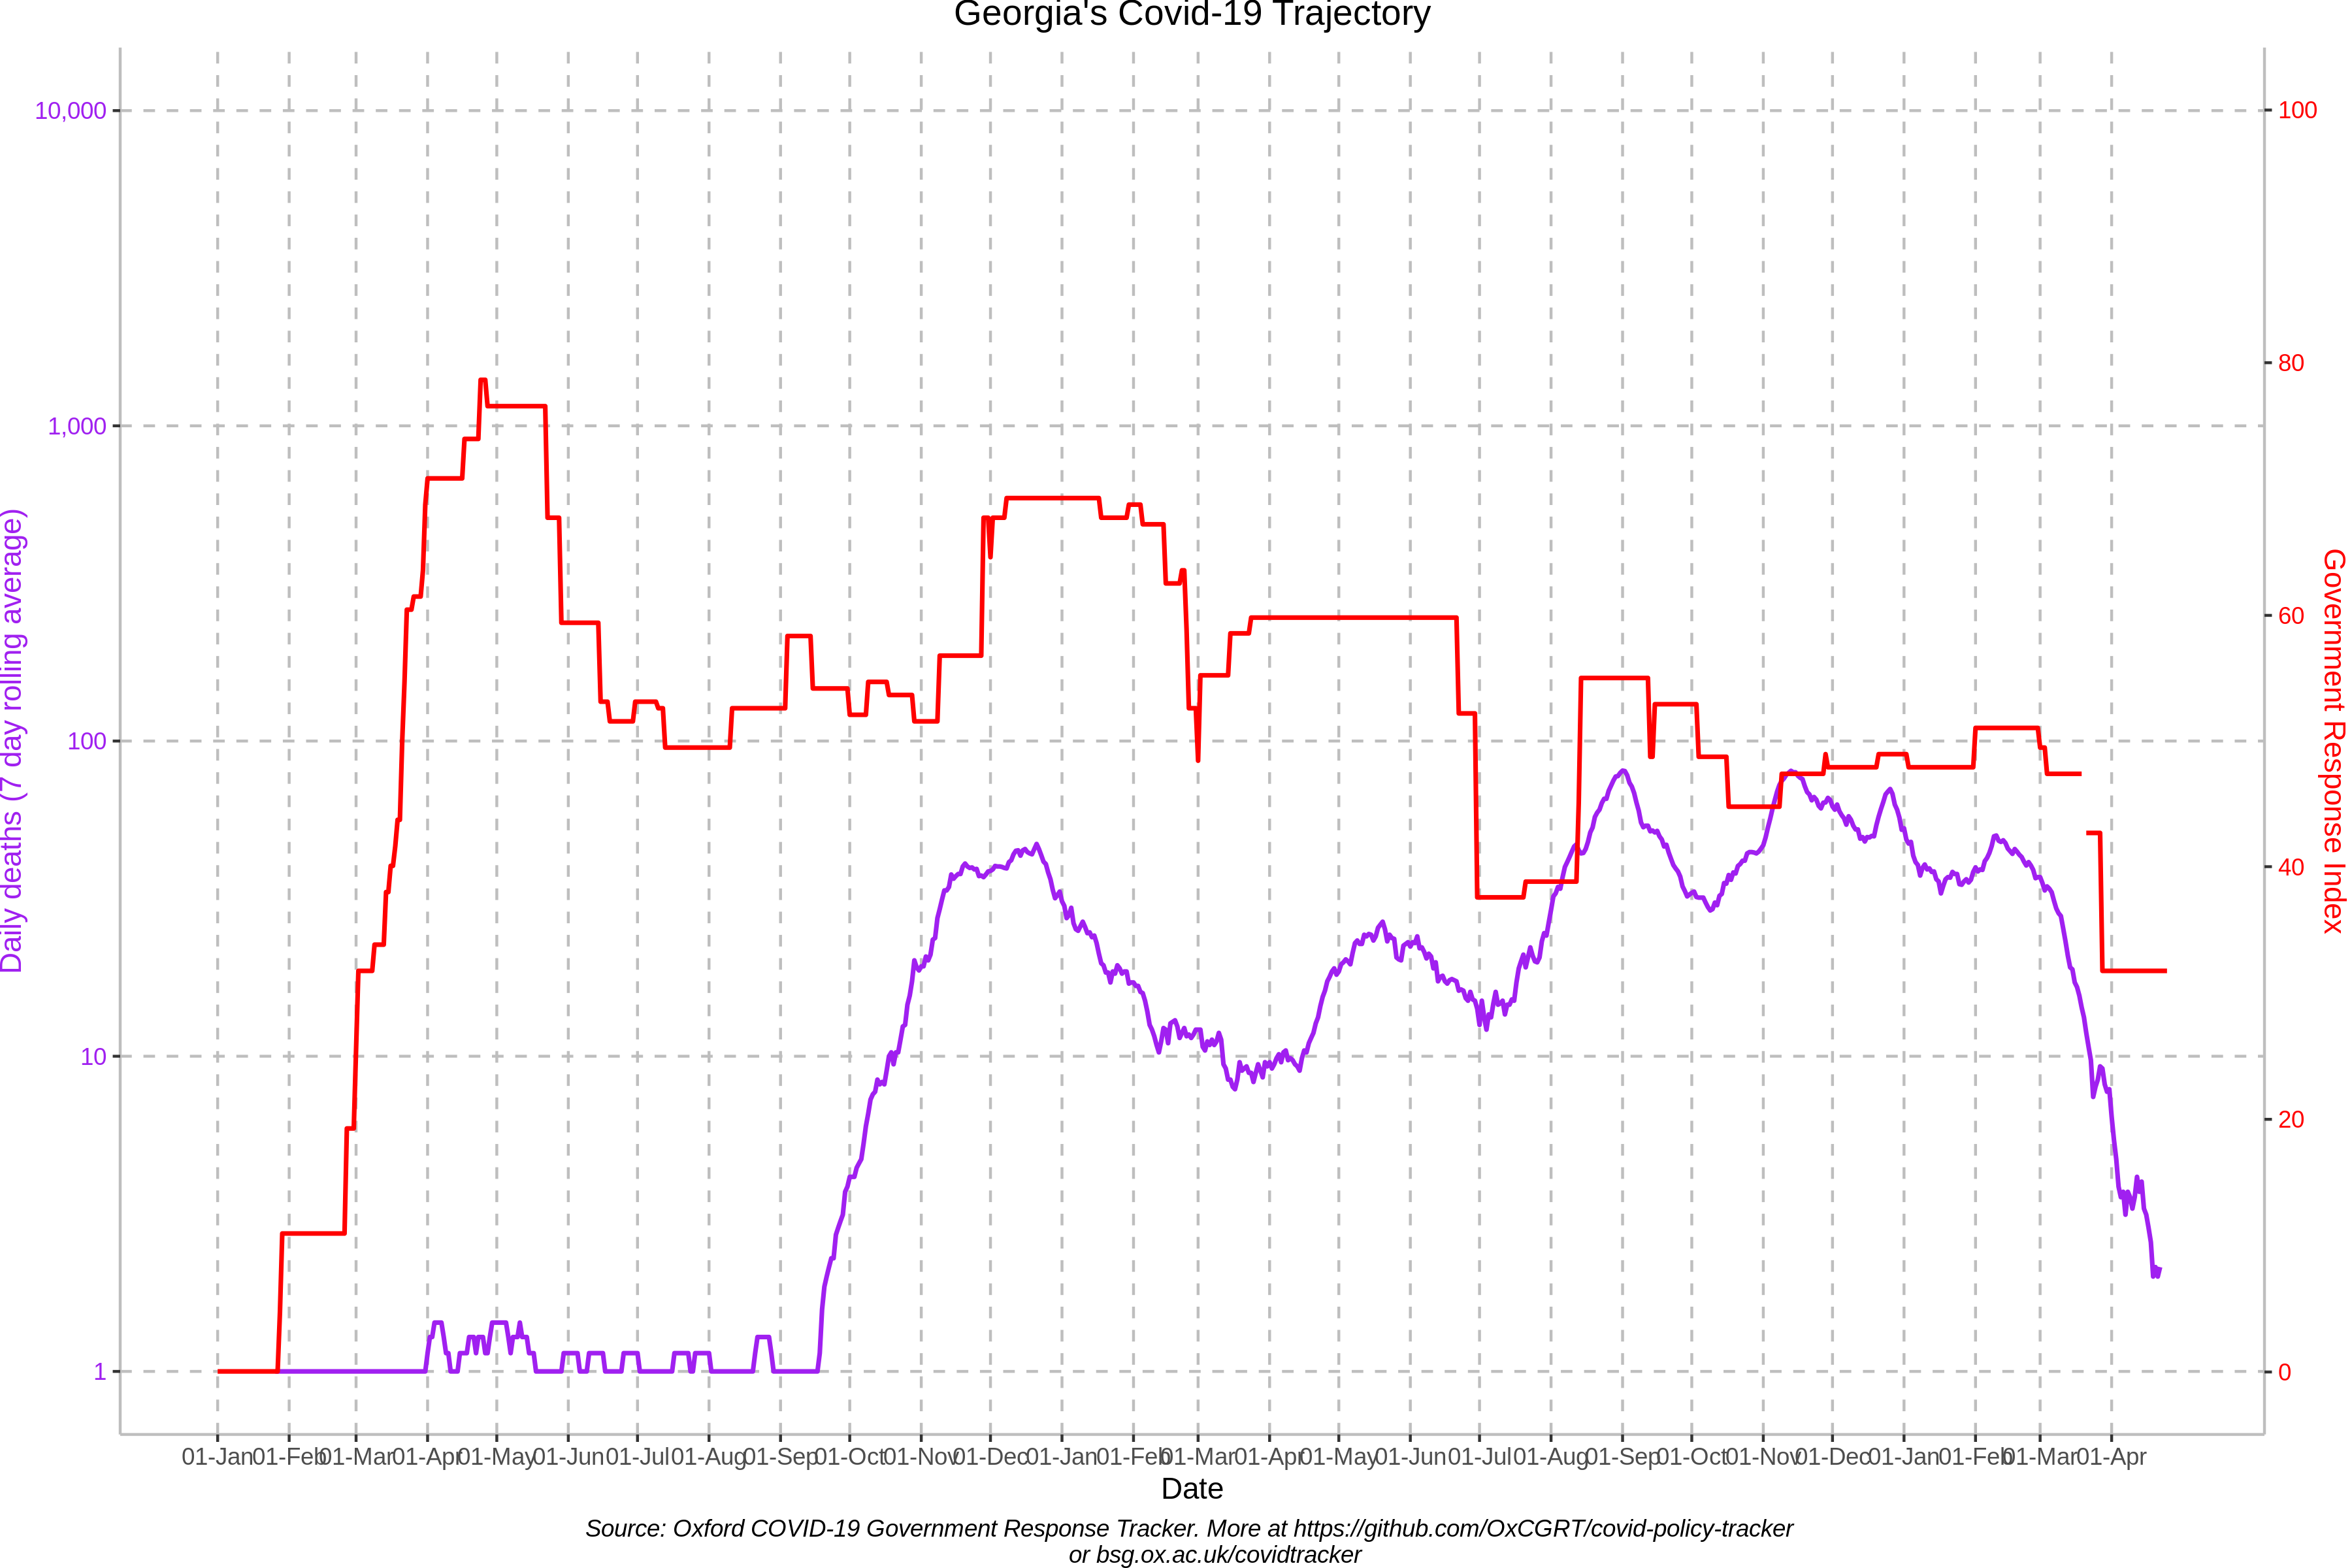 Georgia's Covid-19 Trajectory
10,000
1,000
100
10
1
Daily deaths (7 day rolling average)
100
80
60
40
20
0
Government Response Index
01-Jan 01-Feb 01-Mar 01-Apr 01-May 01-Jun 01-Jul 01-Aug 01-Sep 01-Oct 01-Nov 01-Dec 01-Jan 01-Feb 01-Mar 01-Apr 01-May 01-Jun 01-Jul 01-Aug 01-Sep 01-Oct 01-Nov 01-Dec 01-Jan 01-Feb 01-Mar 01-Apr
Date
Source: Oxford COVID-19 Government Response Tracker. More at https://github.com/OxCGRT/covid-policy-tracker
or bsg.ox.ac.uk/covidtracker